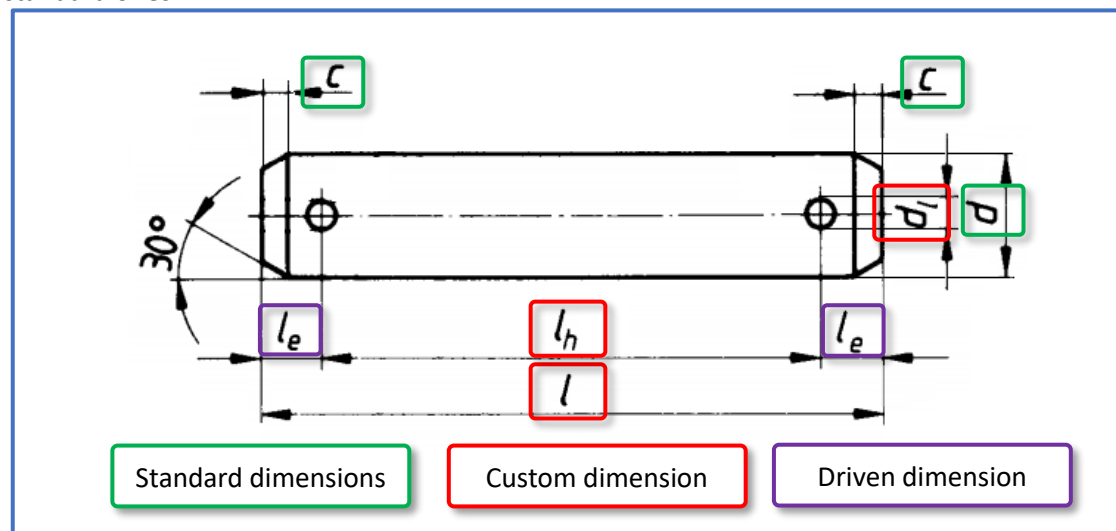 c
c
30°
d₁
d
lₑ
lₕ
lₑ
l
Standard dimensions
Custom dimension
Driven dimension